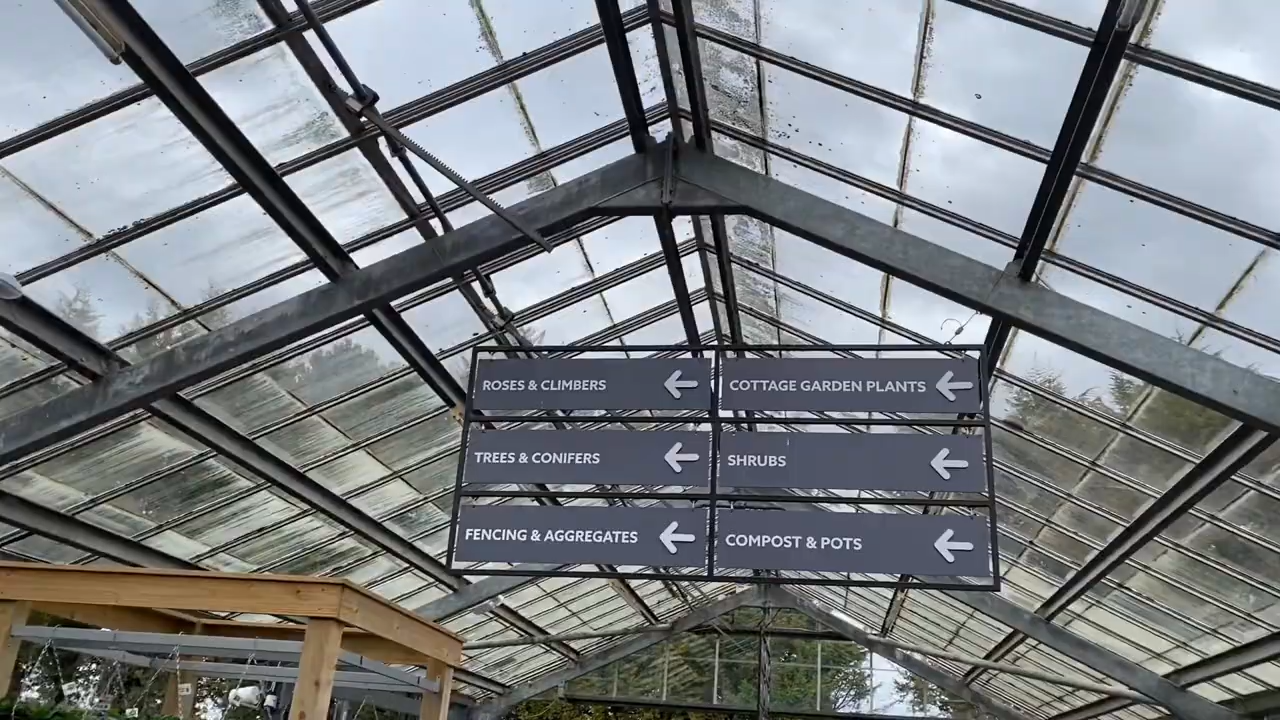 ROSES & CLIMBERS
COTTAGE GARDEN PLANTS
TREES & CONIFERS
SHRUBS
FENCING & AGGREGATES
COMPOST & POTS